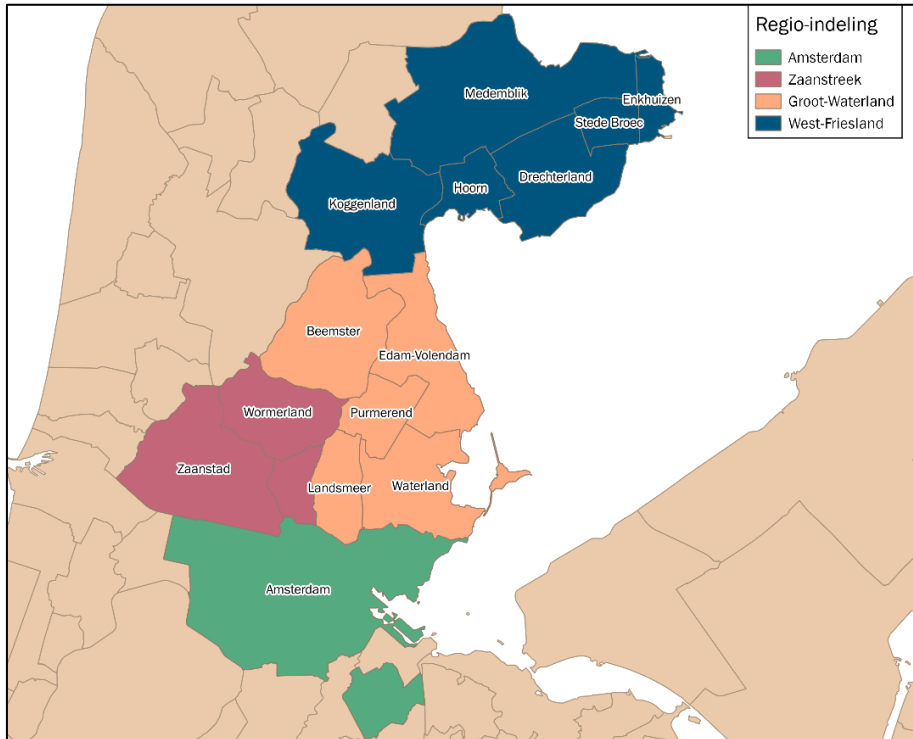 Regio-indeling
Amsterdam
Zaanstreek
Groot-Waterland
West-Friesland
Medemblik
Enkhuizen
Stede Broec
Drechterland
Hoorn
Koggenland
Beemster
Edam-Volendam
Wormerland
Purmerend
Zaanstad
Landsmeer
Waterland
Amsterdam